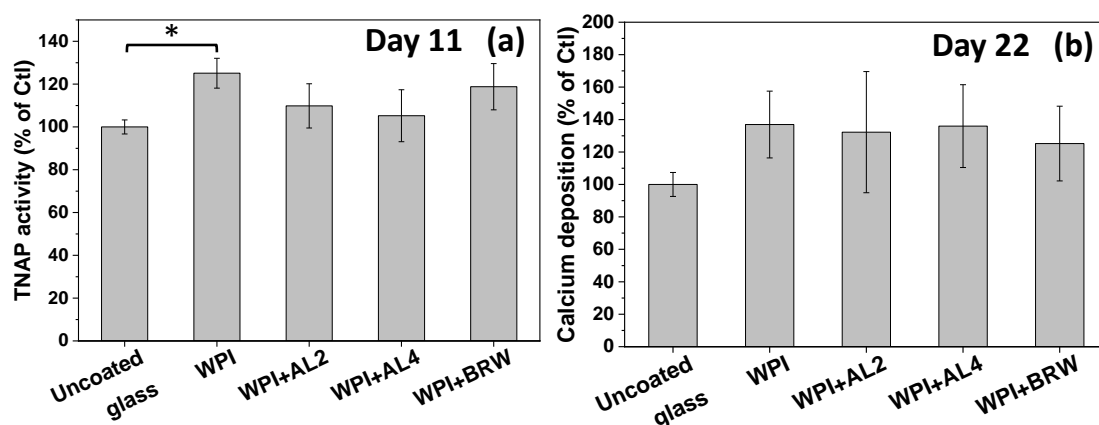 Day 11 (a)
*
TNAP activity (% of Ctl)
140
120
100
80
60
40
20
0
Uncoated
glass
WPI
WPI+AL2
WPI+AL4
WPI+BRW
Day 22 (b)
Calcium deposition (% of Ctl)
200
180
160
140
120
100
80
60
40
20
0
Uncoated
glass
WPI
WPI+AL2
WPI+AL4
WPI+BRW